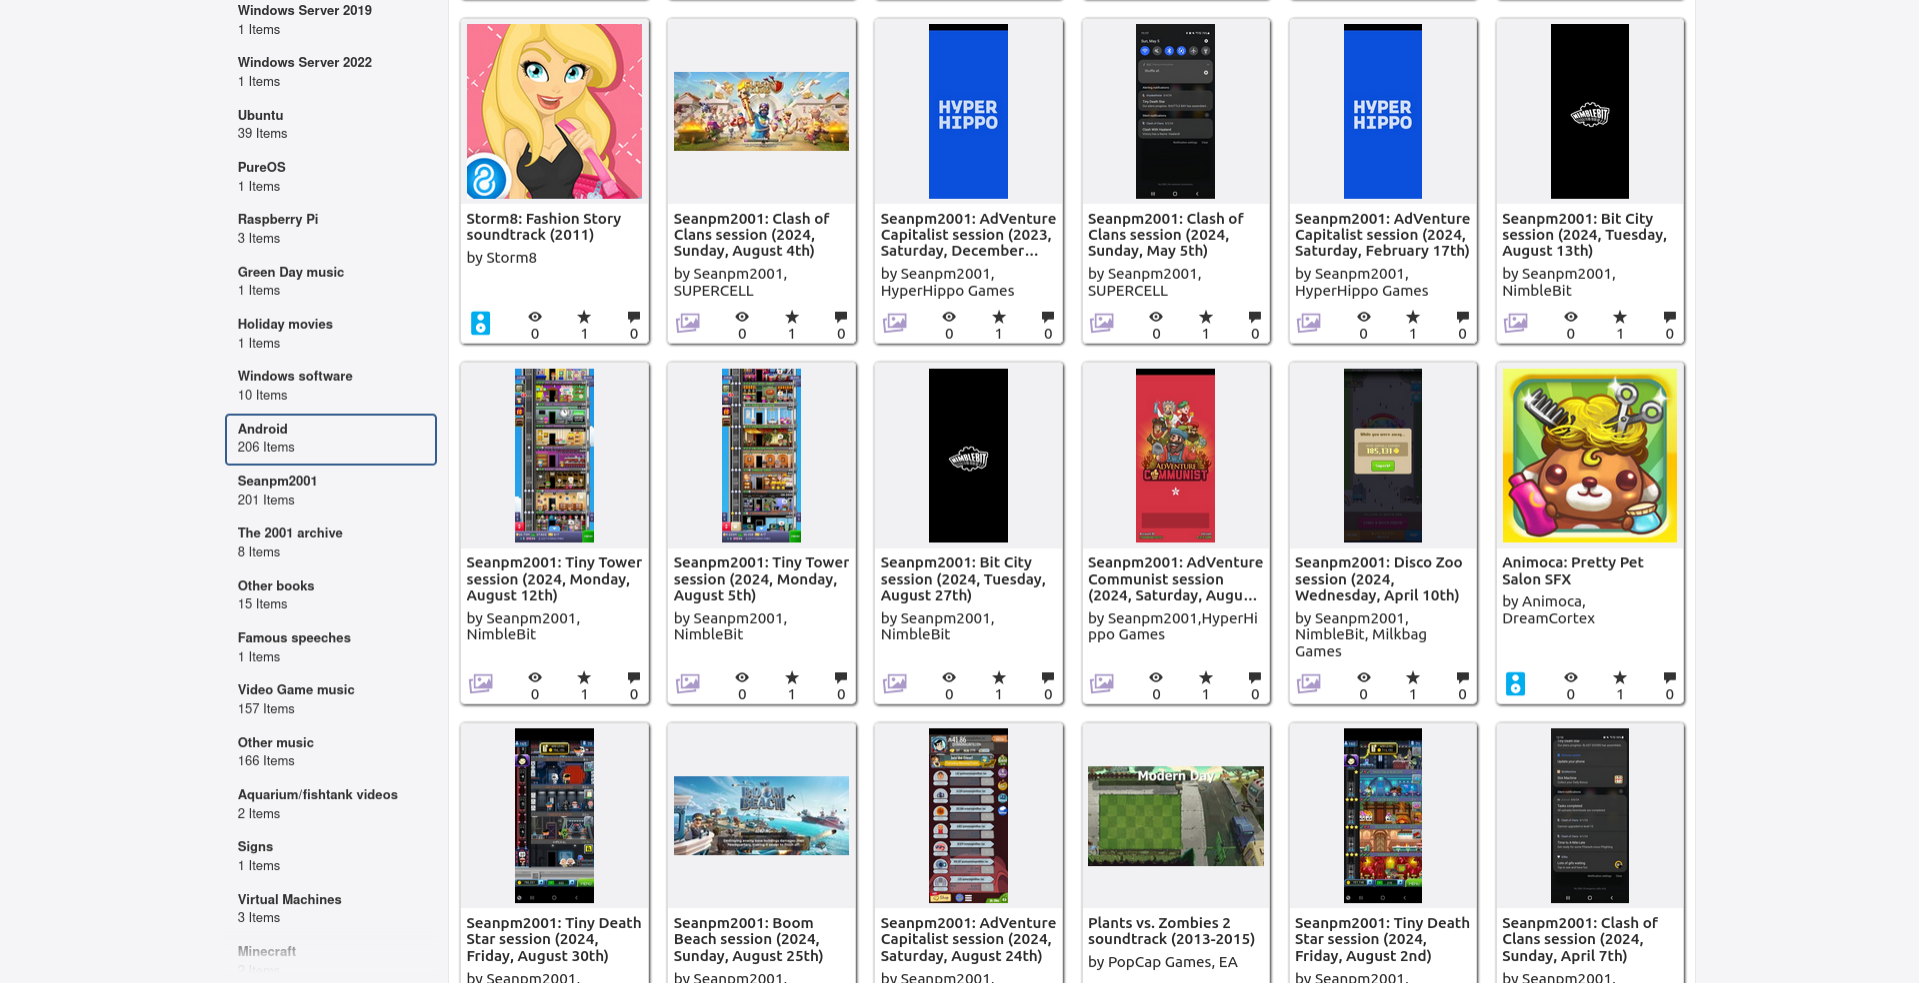 Windows Server 2019
1 Items
Windows Server 2022
1 Items
Ubuntu
39 Items
PureOS
1 Items
Raspberry Pi
3 Items
Green Day music
1 Items
Holiday movies
1 Items
Windows software
10 Items
Android
206 Items
Seanpm2001
201 Items
The 2001 archive
8 Items
Other books
15 Items
Famous speeches
1 Items
Video Game music
157 Items
Other music
166 Items
Aquarium/fishtank videos
2 Items
Signs
1 Items
Virtual Machines
3 Items
Minecraft
Storm8: Fashion Story
soundtrack (2011)
by Storm8
0
1
0
Seanpm2001: Clash of
Clans session (2024,
Sunday, August 4th)
by Seanpm2001,
SUPERCELL
0
1
0
HYPER
HIPPO
Seanpm2001: AdVenture
Capitalist session (2023,
Saturday, December...
by Seanpm2001,
HyperHippo Games
0
1
0
Seanpm2001: Clash of
Clans session (2024,
Sunday, May 5th)
by Seanpm2001,
SUPERCELL
0
1
0
HYPER
HIPPO
Seanpm2001: AdVenture
Capitalist session (2024,
Saturday, February 17th)
by Seanpm2001,
HyperHippo Games
0
1
0
NIMBLEBIT
Seanpm2001: Bit City
session (2024, Tuesday,
August 13th)
by Seanpm2001,
NimbleBit
0
1
0
Seanpm2001: Tiny Tower
session (2024, Monday,
August 12th)
by Seanpm2001,
NimbleBit
0
1
0
Seanpm2001: Tiny Tower
session (2024, Monday,
August 5th)
by Seanpm2001,
NimbleBit
0
1
0
NIMBLEBIT
Seanpm2001: Bit City
session (2024, Tuesday,
August 27th)
by Seanpm2001,
NimbleBit
0
1
0
ADVENTURE
COMMUNIST
Seanpm2001: AdVenture
Communist session
(2024, Saturday, Augu...
by Seanpm2001,HyperHi
ppo Games
0
1
0
185,131
Seanpm2001: Disco Zoo
session (2024,
Wednesday, April 10th)
by Seanpm2001,
NimbleBit, Milkbag
Games
0
1
0
Animoca: Pretty Pet
Salon SFX
by Animoca,
DreamCortex
0
1
0
Seanpm2001: Tiny Death
Star session (2024,
Friday, August 30th)
by Seanpm2001,
BOOM
BEACH
Seanpm2001: Boom
Beach session (2024,
Sunday, August 25th)
by Seanpm2001,
Seanpm2001: AdVenture
Capitalist session (2024,
Saturday, August 24th)
by Seanpm2001,
Modern Day
Plants vs. Zombies 2
soundtrack (2013-2015)
by PopCap Games, EA
Seanpm2001: Tiny Death
Star session (2024,
Friday, August 2nd)
by Seanpm2001,
Seanpm2001: Clash of
Clans session (2024,
Sunday, April 7th)
by Seanpm2001,